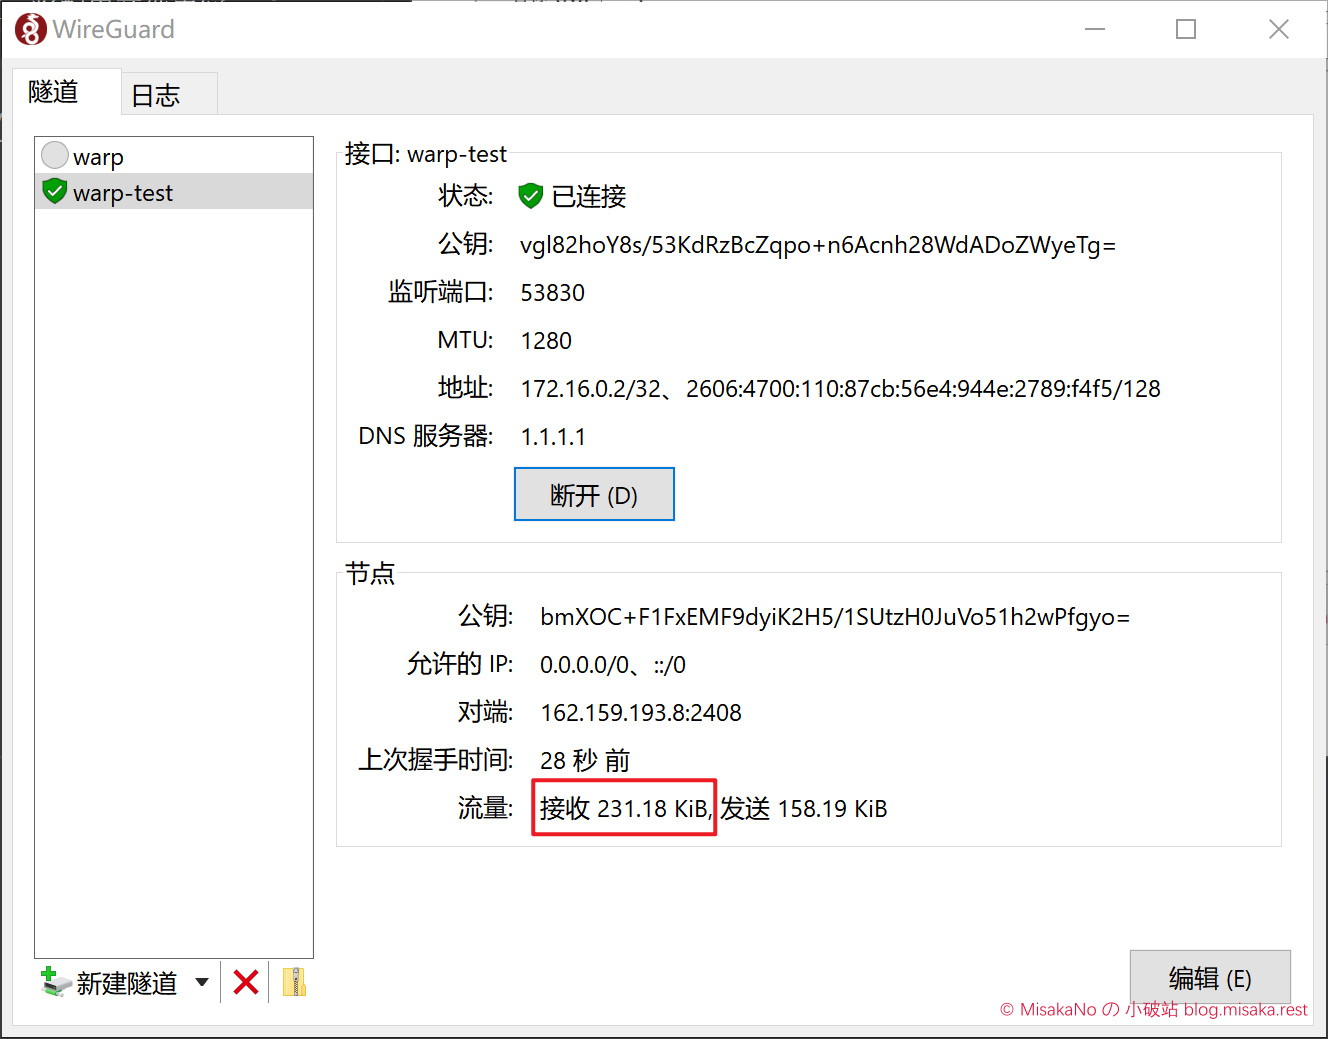 WireGuard
隧道
日志
warp
warp-test
接口: warp-test
状态: 已连接
公钥: vgl82hoY8s/53KdRzBcZqpo+n6Acnh28WdADoZWyeTg=
监听端口: 53830
MTU: 1280
地址: 172.16.0.2/32、2606:4700:110:87cb:56e4:944e:2789:f4f5/128
DNS 服务器: 1.1.1.1
断开 (D)
节点
公钥: bmXOC+F1FxEMF9dyiK2H5/1SUtzH0JuVo51h2wPfgyo=
允许的 IP: 0.0.0.0/0、::/0
对端: 162.159.193.8:2408
上次握手时间: 28 秒 前
流量: 接收 231.18 KiB, 发送 158.19 KiB
新建隧道
编辑 (E)
© MisakaNo の 小破站 blog.misaka.rest